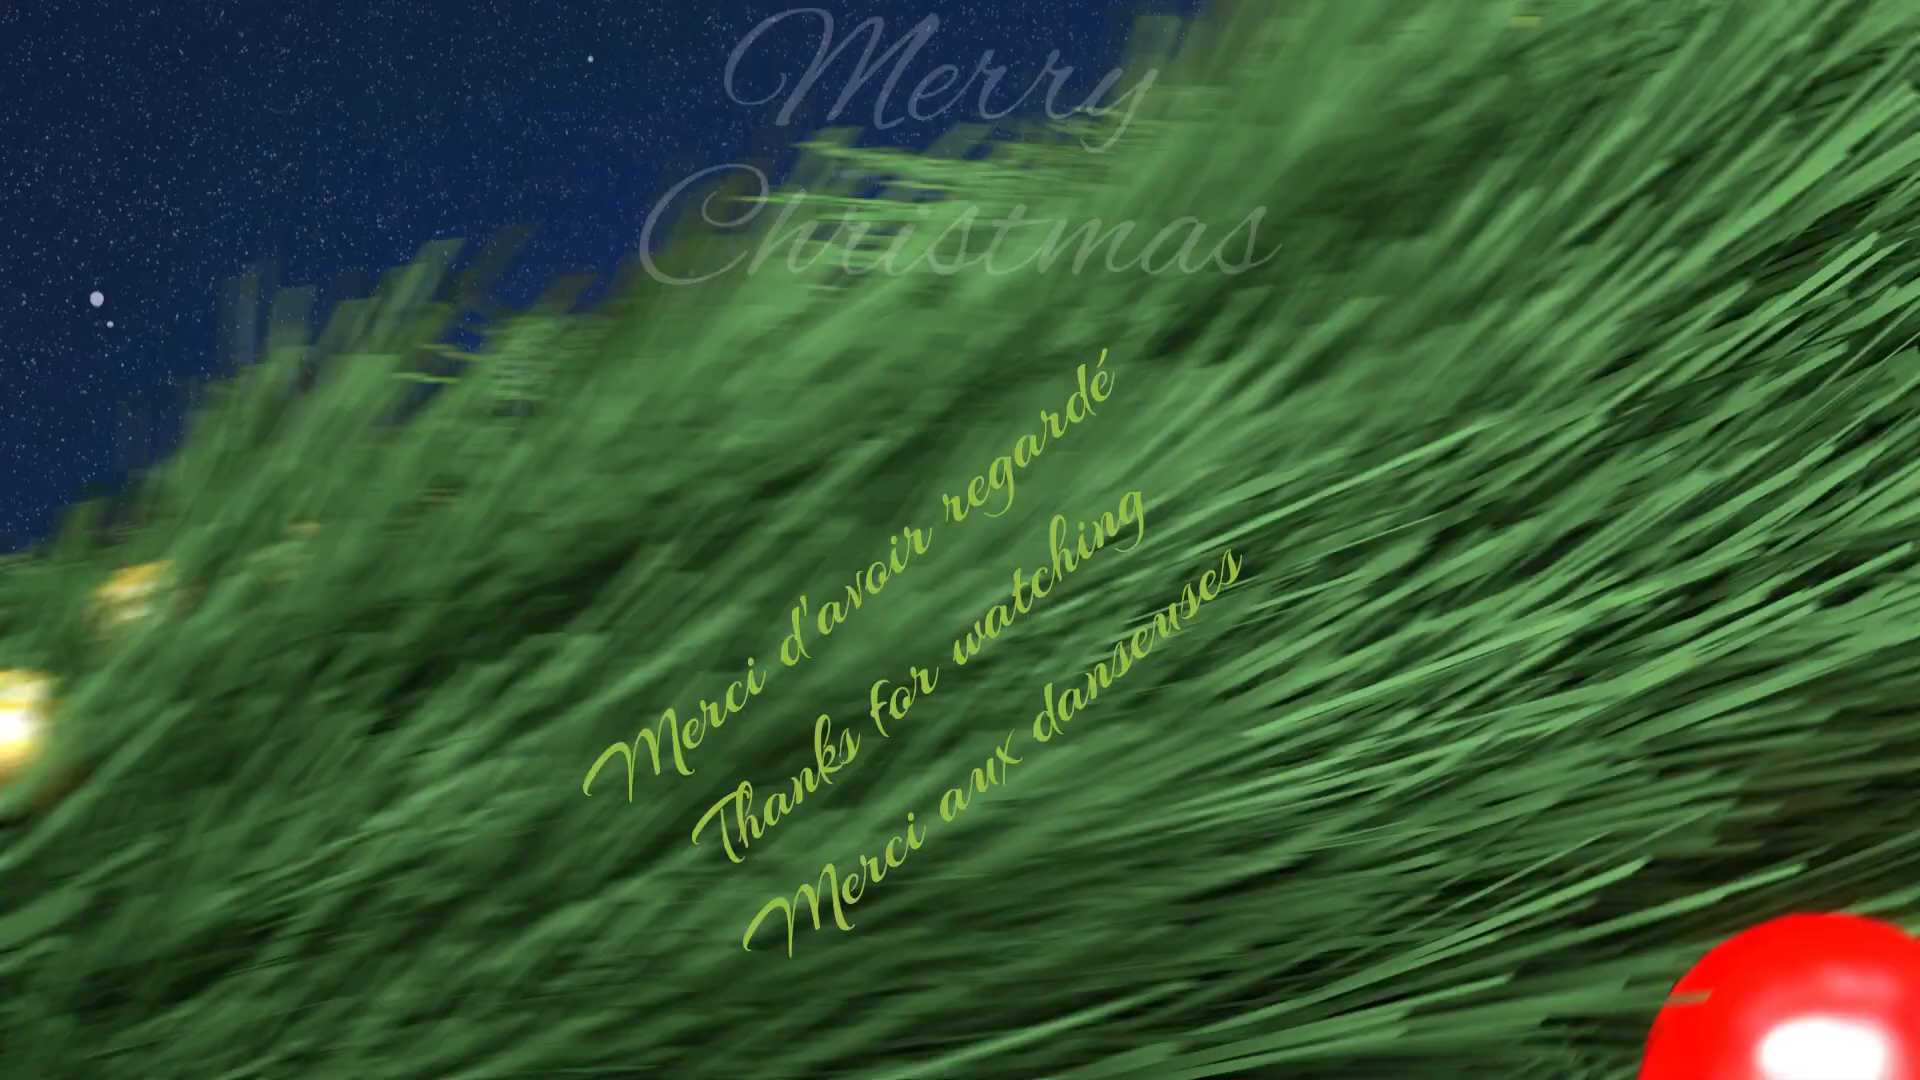 Merry
Christmas
Merci d'avoir regardé
Thanks for watching
Merci aux danseuses